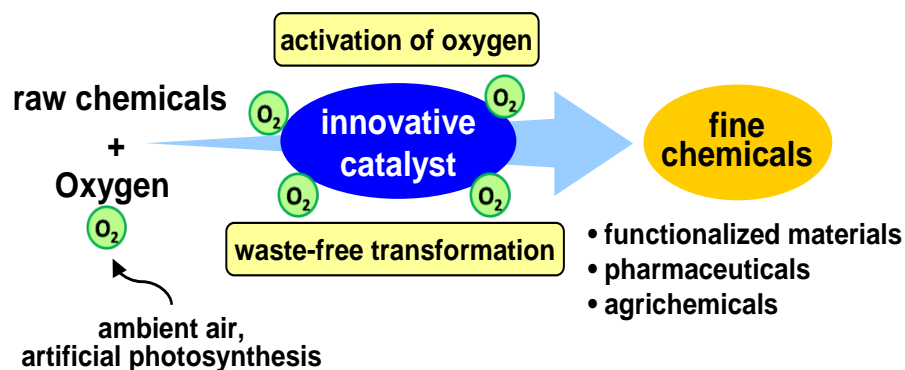 activation of oxygen
raw chemicals
+
Oxygen
O₂
O₂
O₂
innovative
catalyst
O₂
O₂
fine
chemicals
waste-free transformation
• functionalized materials
• pharmaceuticals
• agrichemicals
ambient air,
artificial photosynthesis